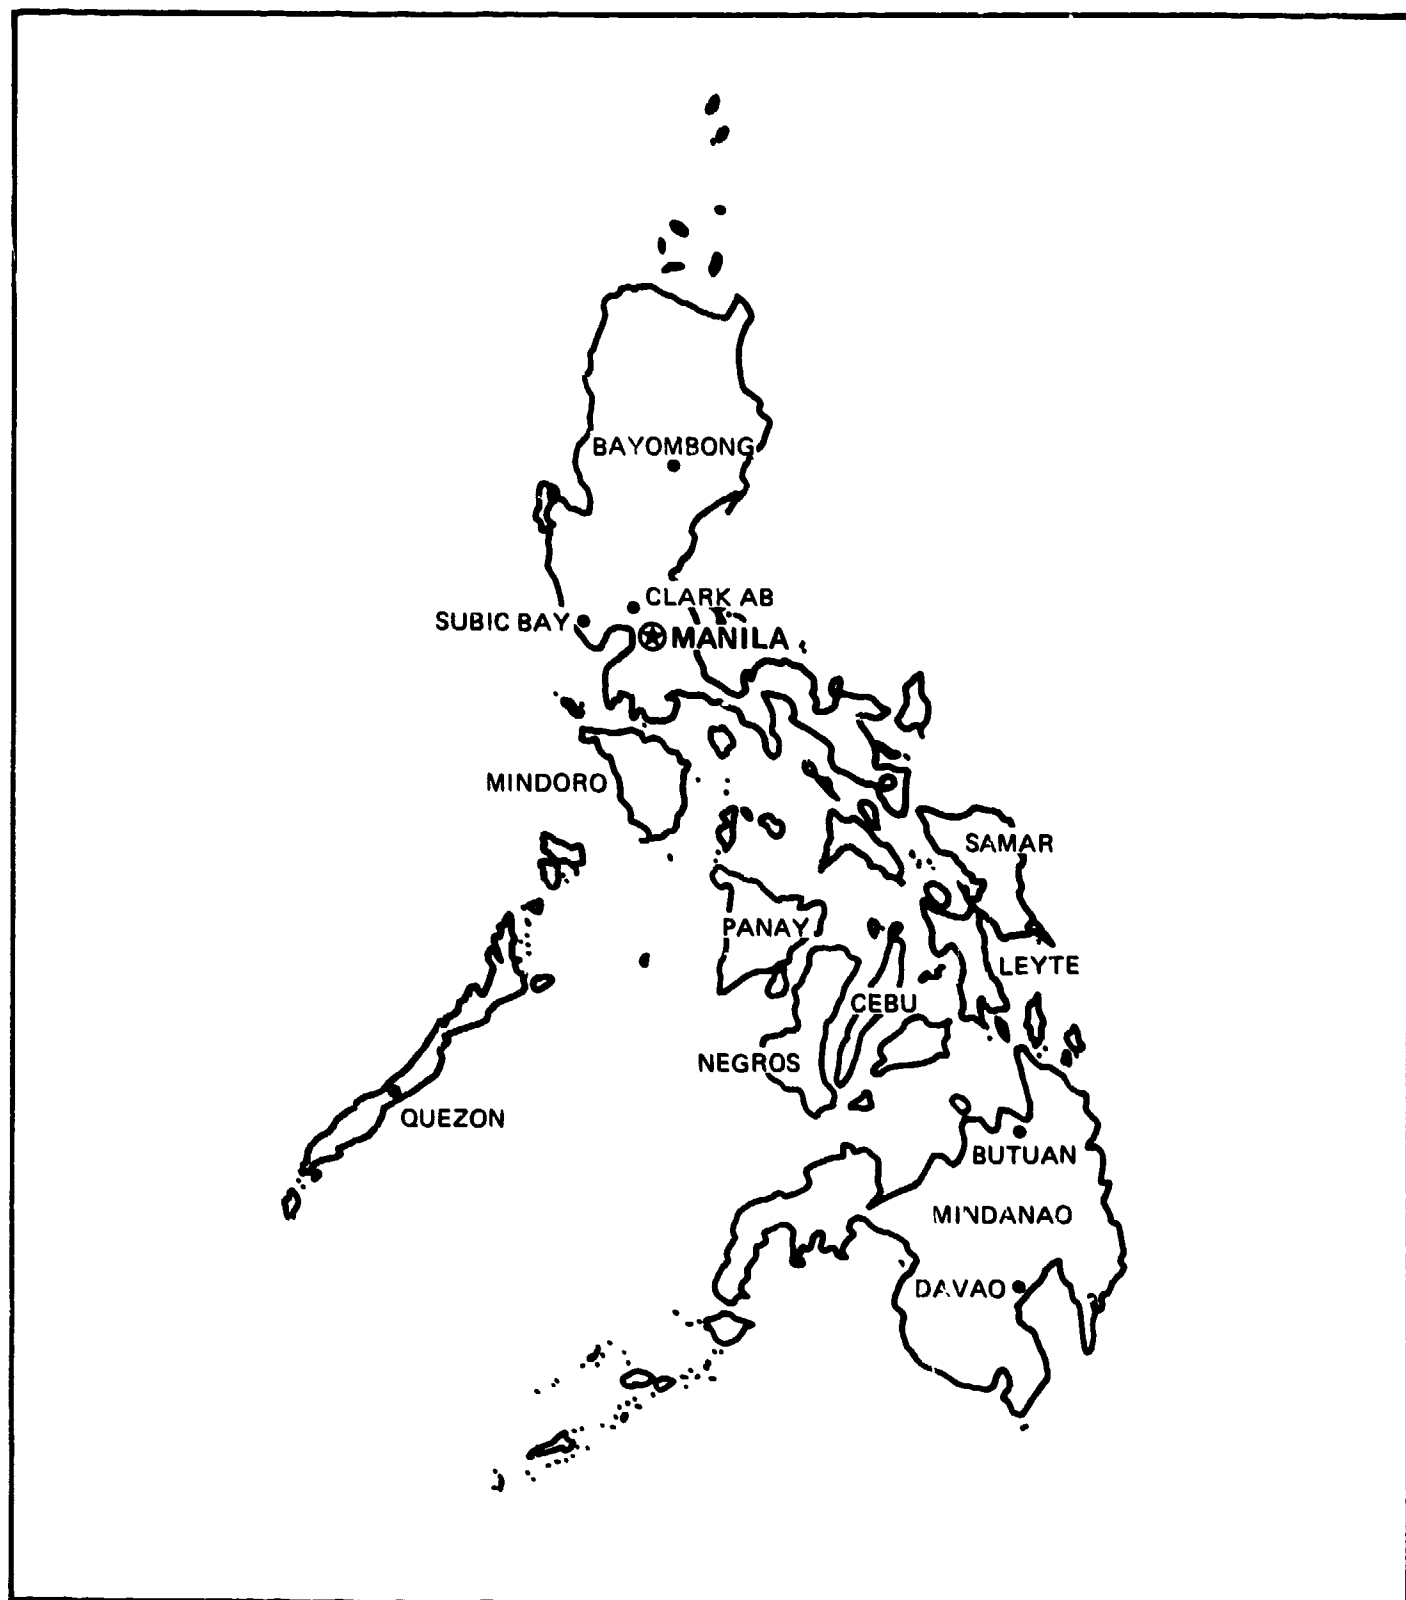 BAYOMBONG
CLARK AB
SUBIC BAY
MANILA
MINDORO
SAMAR
PANAY
LEYTE
CEBU
NEGROS
QUEZON
BUTUAN
MINDANAO
DAVAO